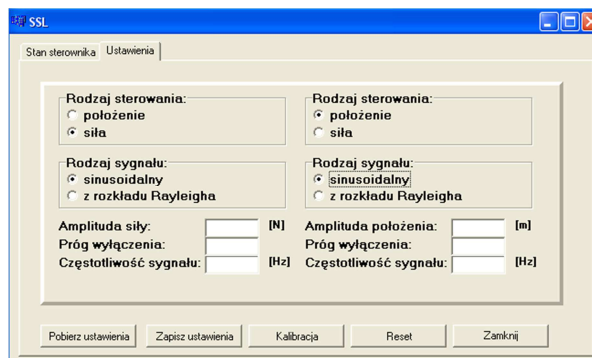 SSL
Stan sterownika Ustawienia
Rodzaj sterowania:
położenie
siła
Rodzaj sygnału:
sinusoidalny
z rozkładu Rayleigha
Amplituda siły: [N]
Próg wyłączenia:
Częstotliwość sygnału: [Hz]
Rodzaj sterowania:
położenie
siła
Rodzaj sygnału:
sinusoidalny
z rozkładu Rayleigha
Amplituda położenia: [m]
Próg wyłączenia:
Częstotliwość sygnału: [Hz]
Pobierz ustawienia Zapisz ustawienia Kalibracja Reset Zamknij